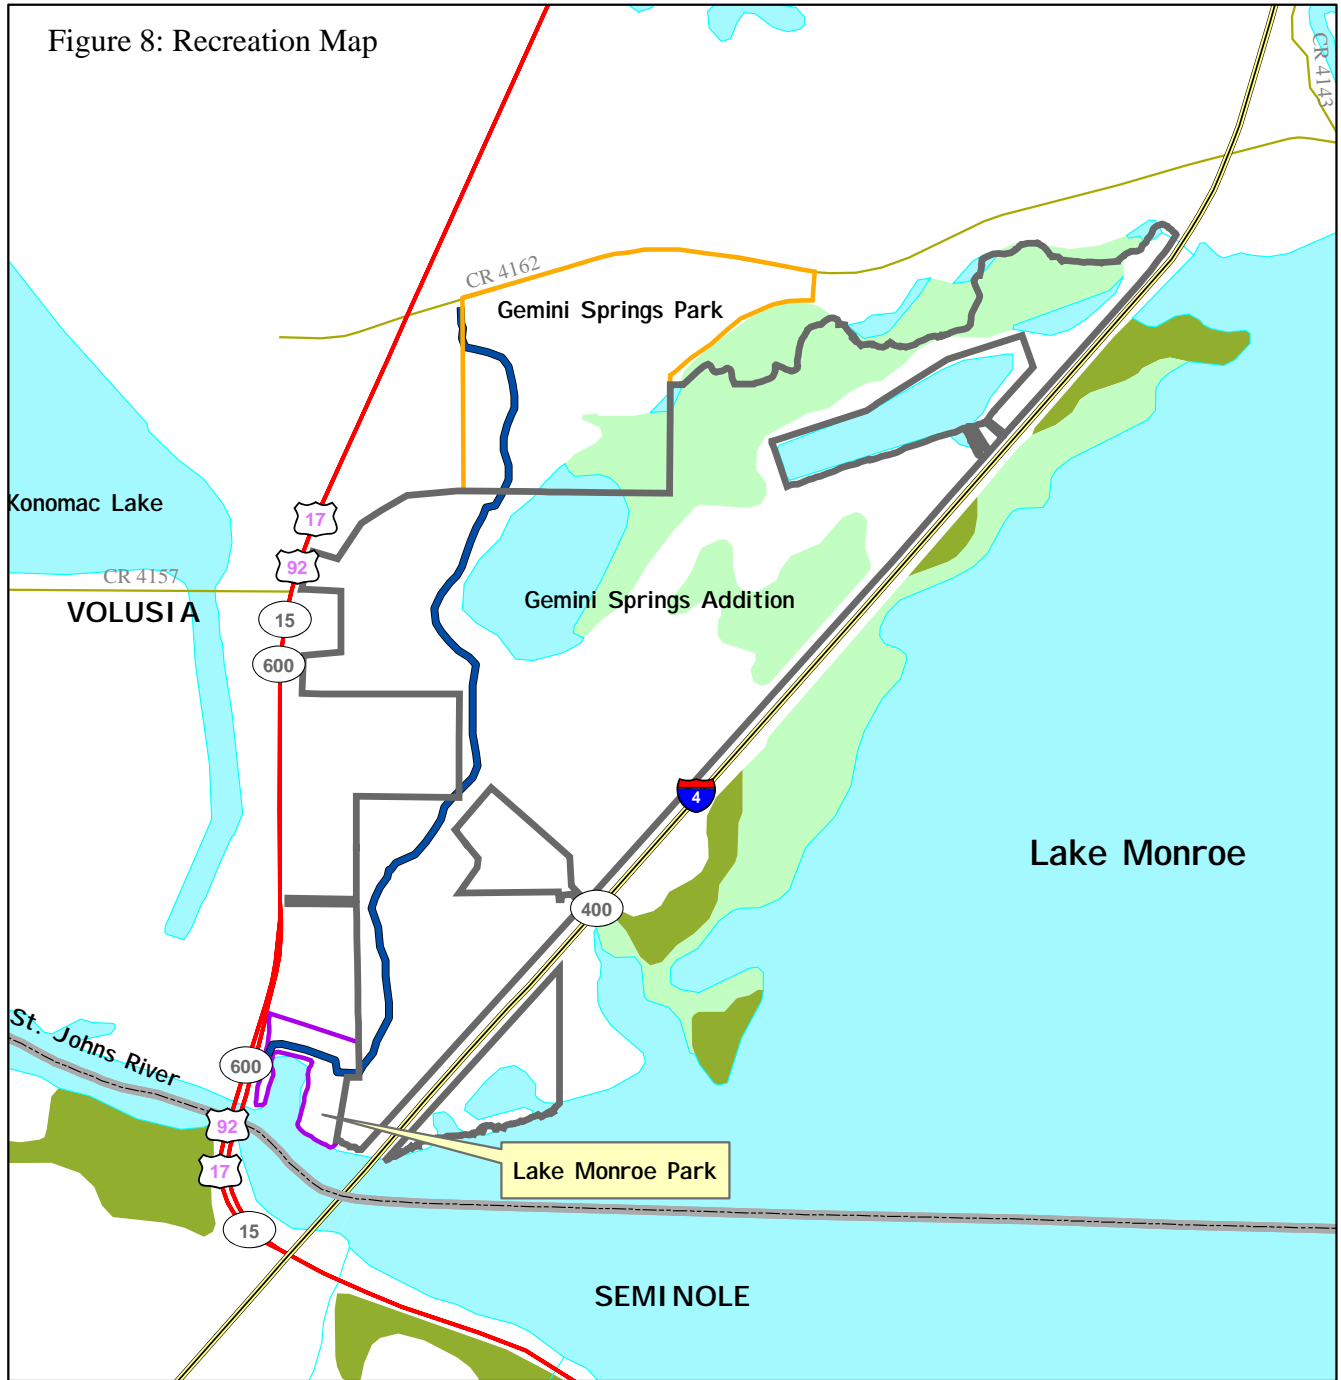 Figure 8: Recreation Map
CR 4143
CR 4162
Gemini Springs Park
Konomac Lake
17
92
CR 4157
VOLUSIA
15
Gemini Springs Addition
600
4
Lake Monroe
400
St. Johns River
600
92
17
Lake Monroe Park
15
SEMINOLE